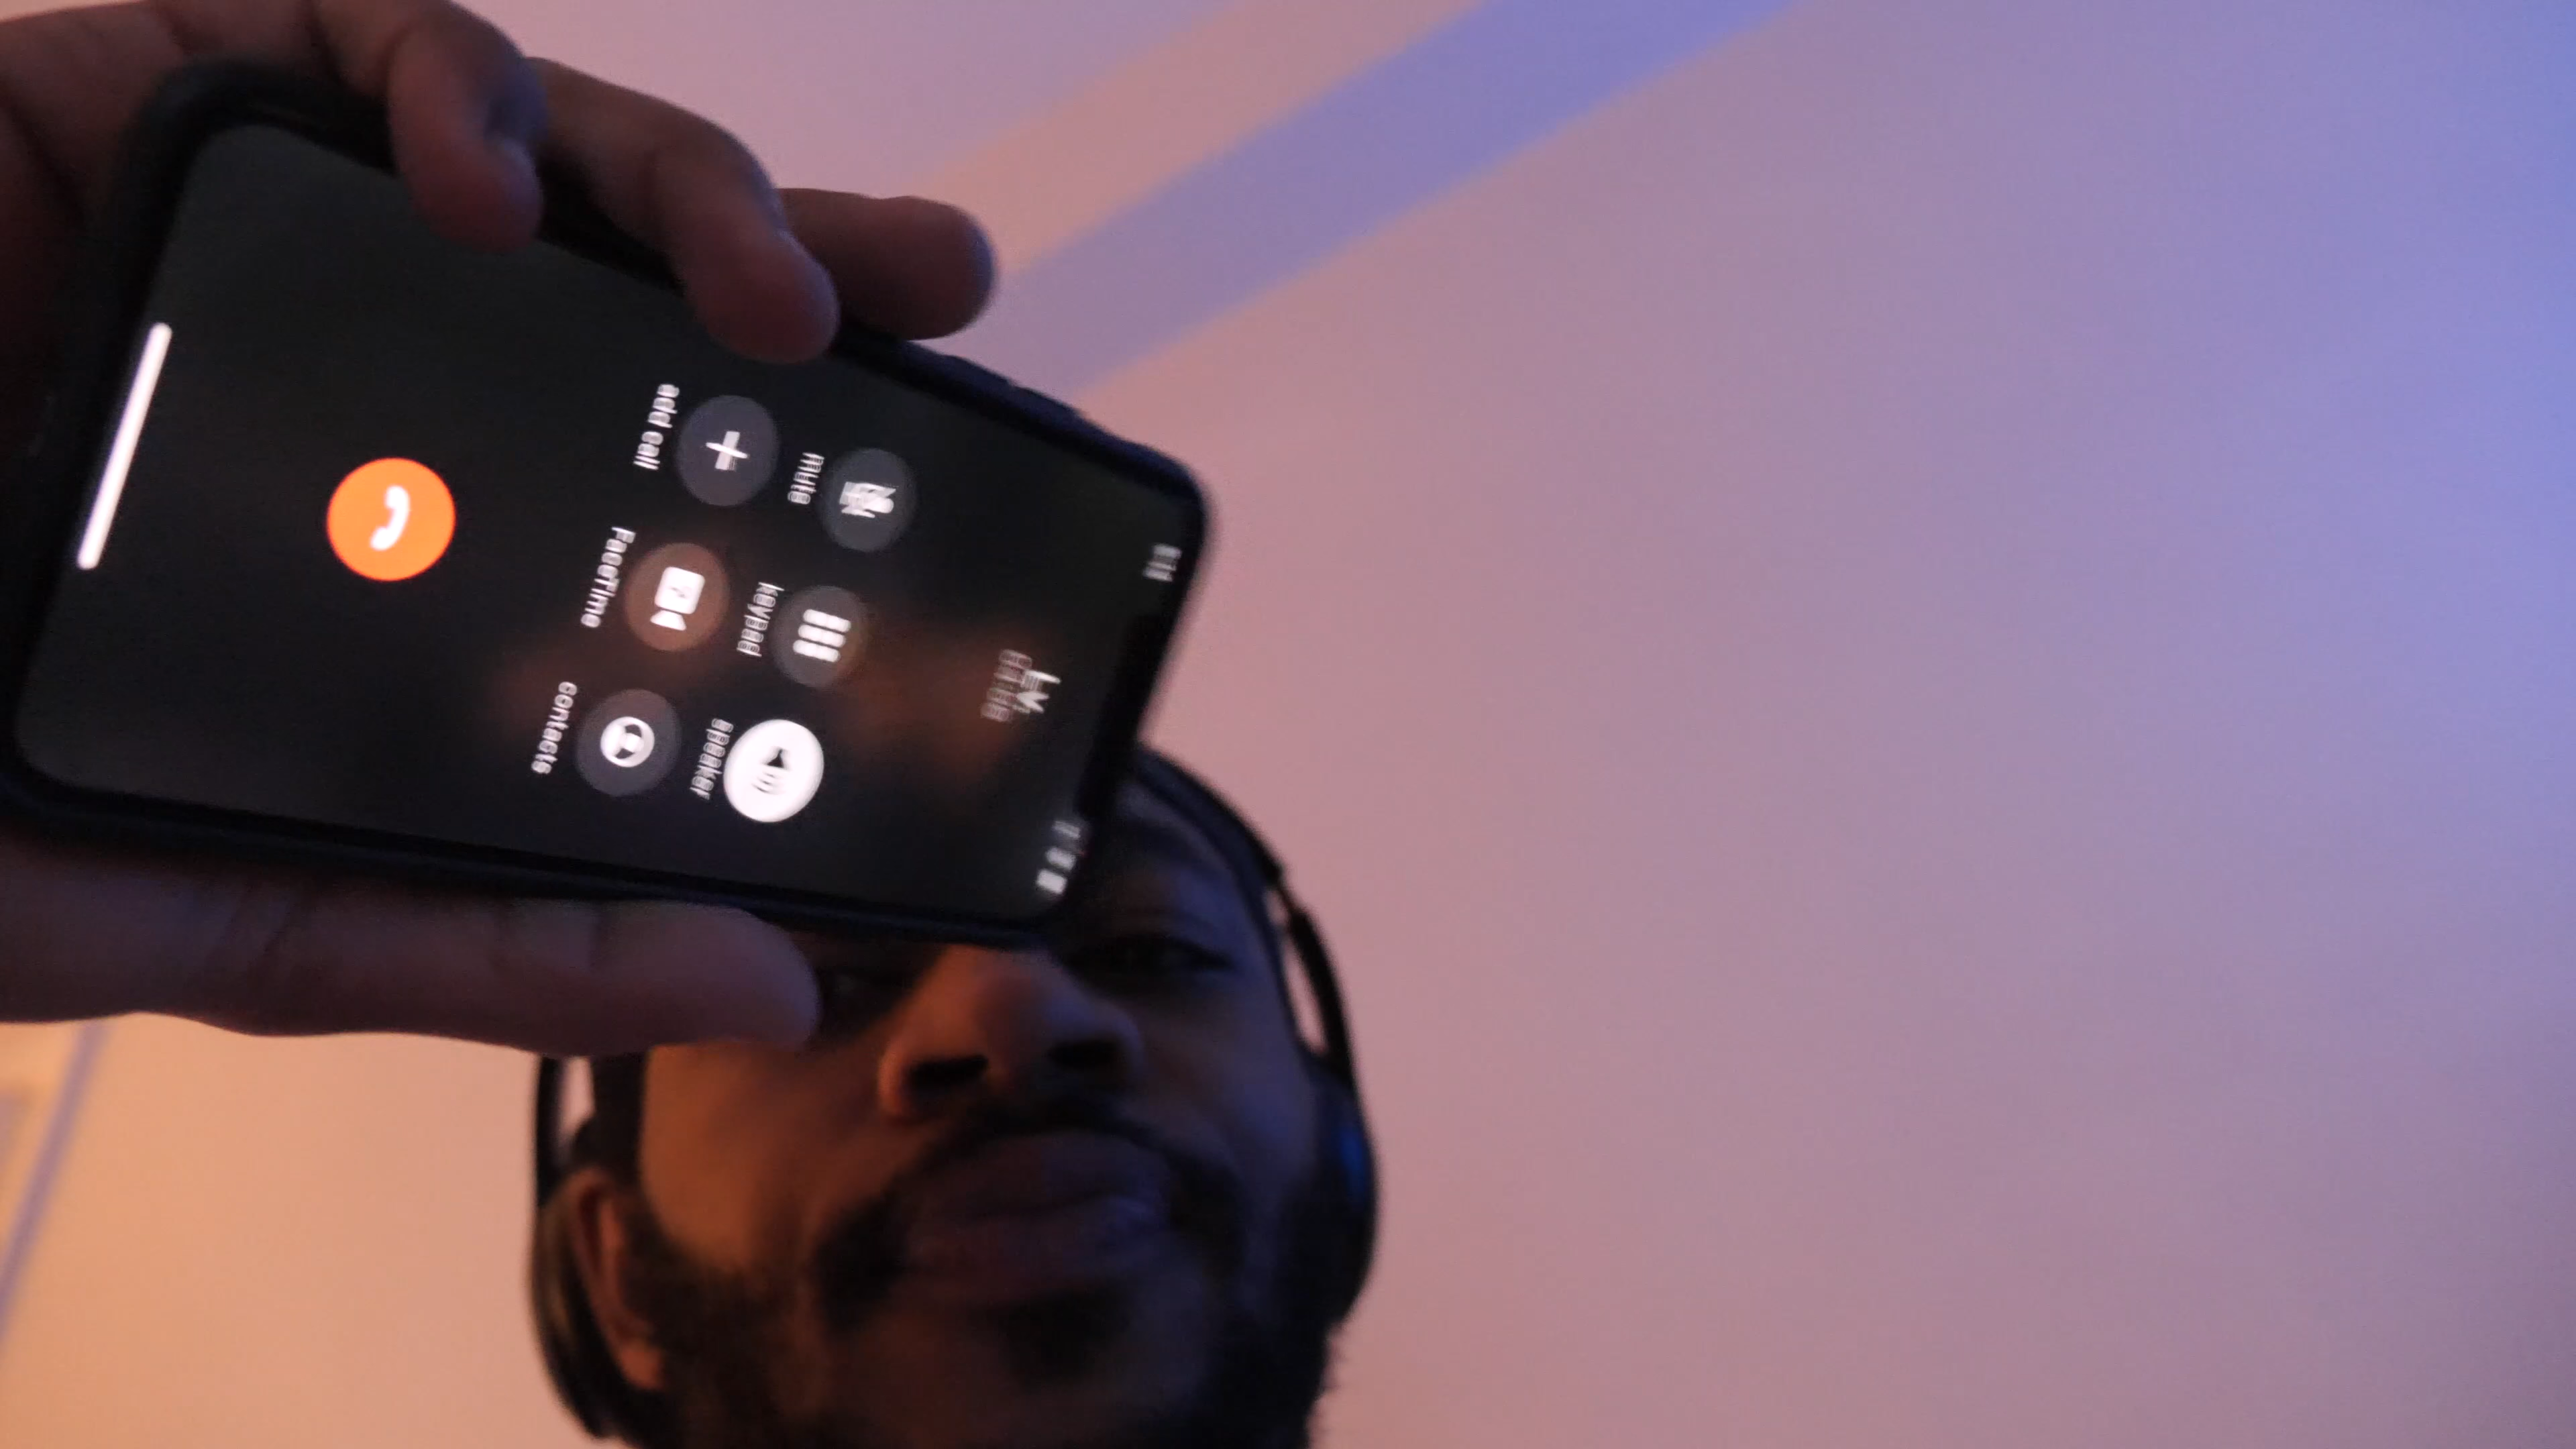 mute
keypad
speaker
add call
FaceTime
contacts